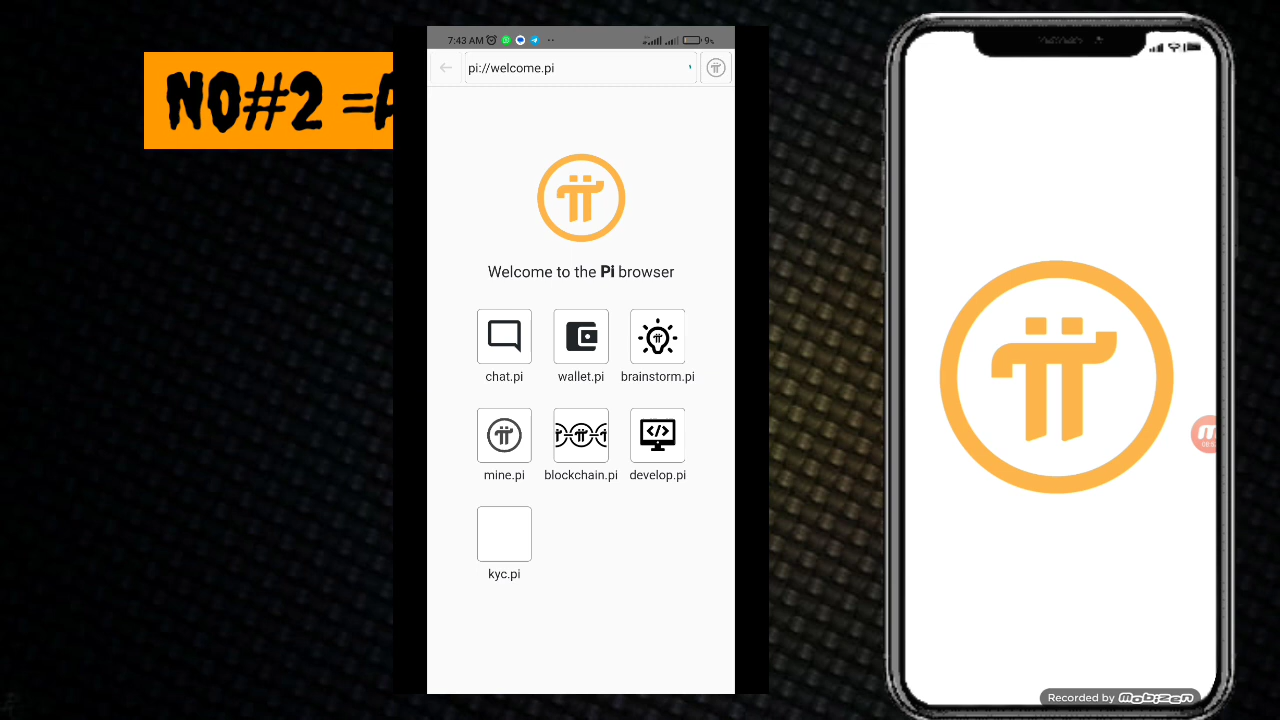 NO#2 =
7:43 AM 9%
pi://welcome.pi
Welcome to the Pi browser
chat.pi wallet.pi brainstorm.pi
mine.pi blockchain.pi develop.pi
kyc.pi
Recorded by Mobizen